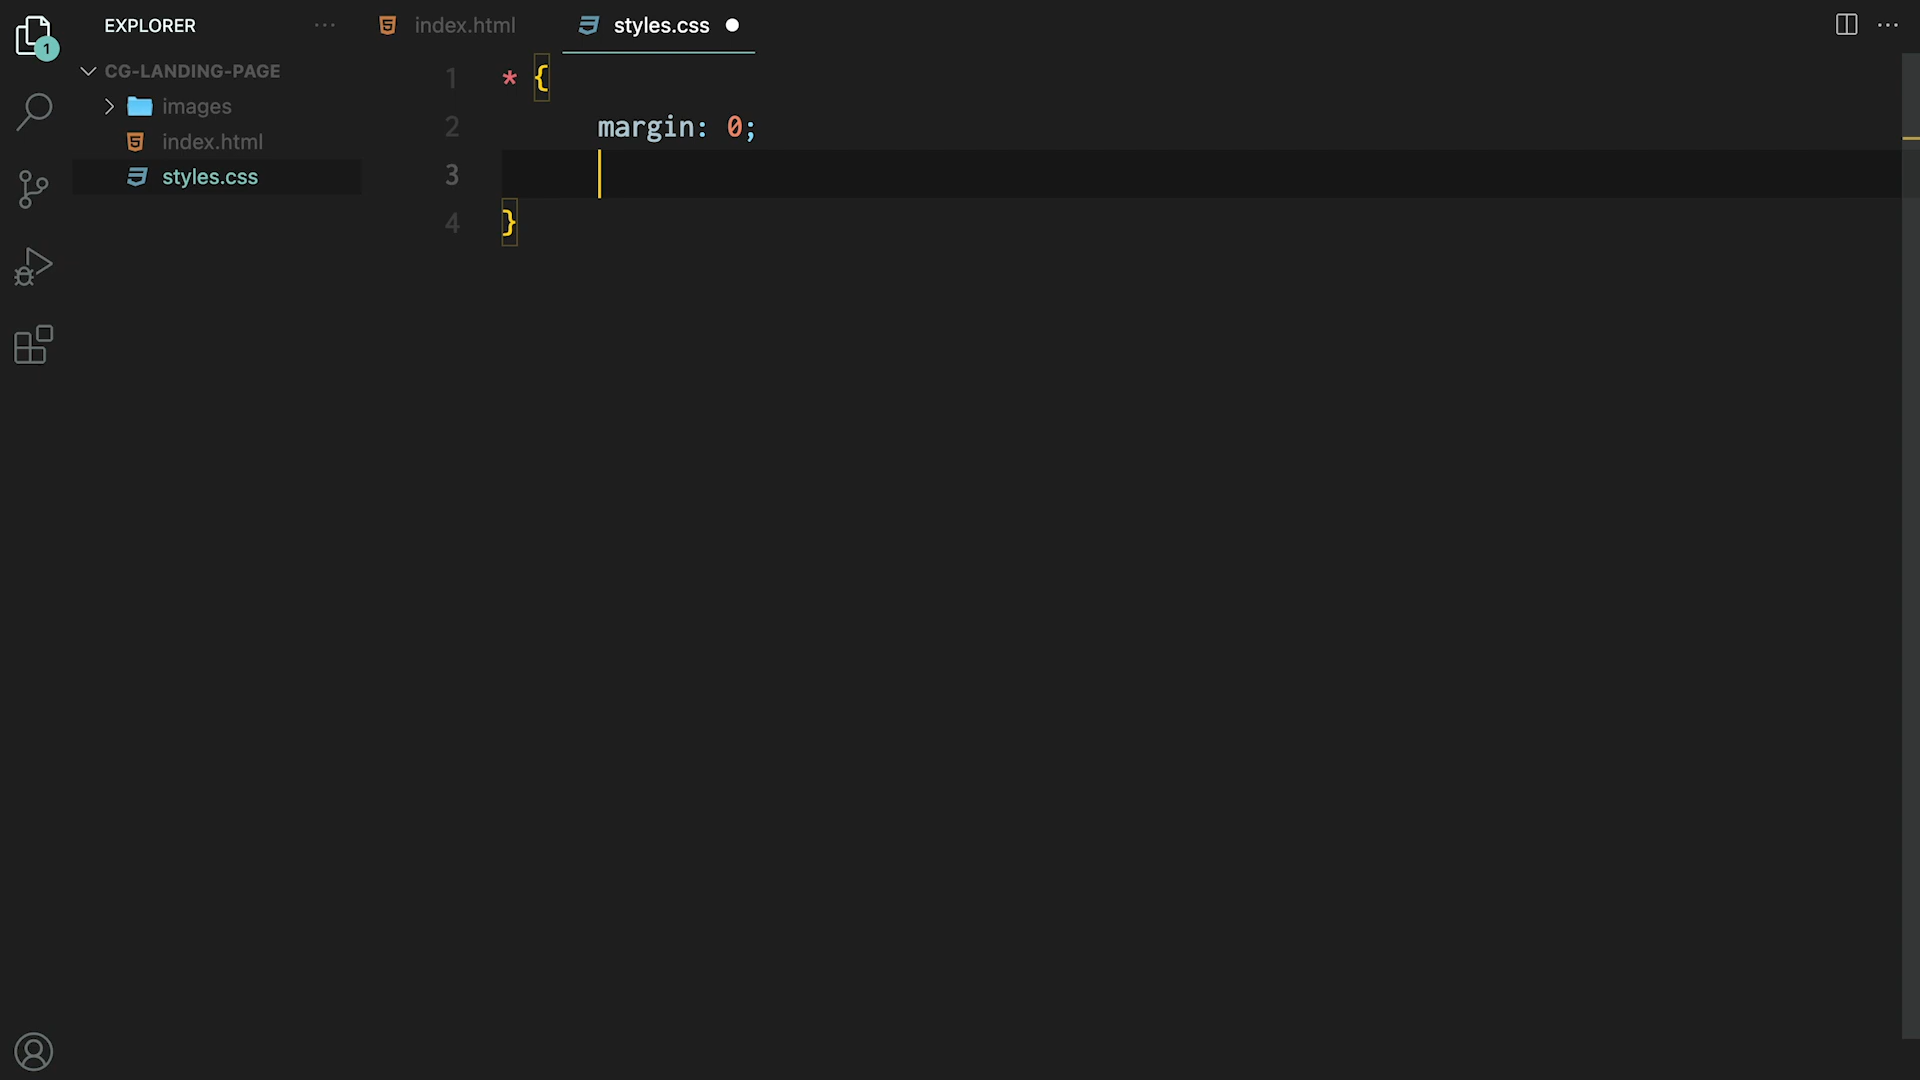 EXPLORER
CG-LANDING-PAGE
images
index.html
styles.css
1
index.html
styles.css
1 * {
2 margin: 0;
3
4 }